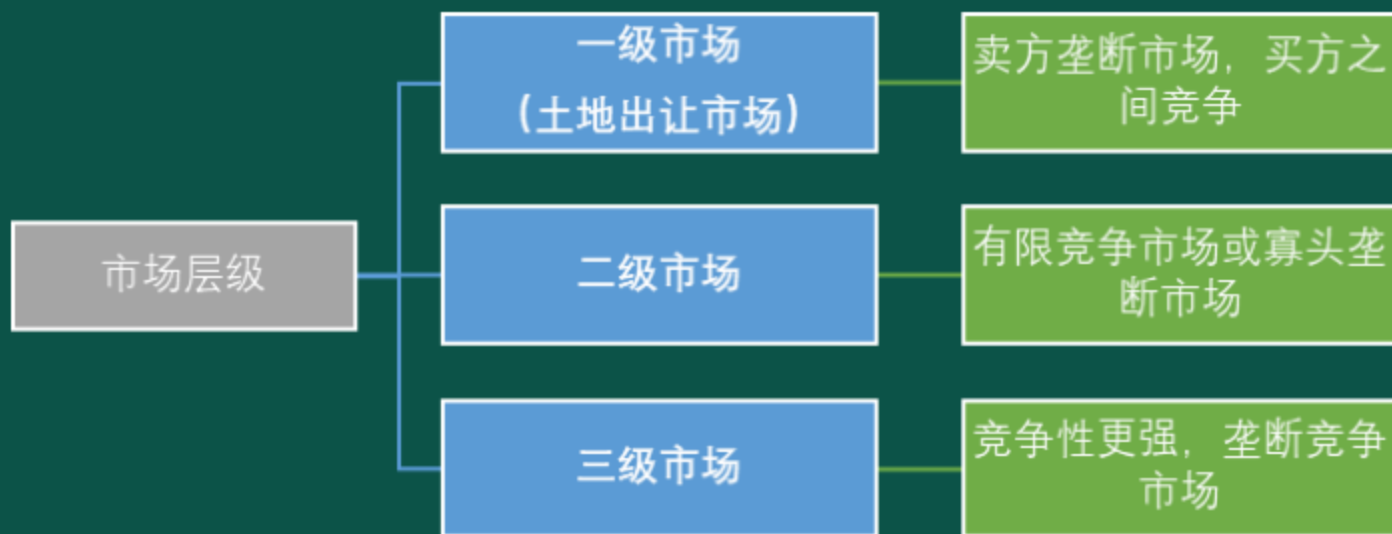 市场层级
一级市场
(土地出让市场)
卖方垄断市场，买方之
间竞争
二级市场
有限竞争市场或寡头垄
断市场
三级市场
竞争性更强，垄断竞争
市场